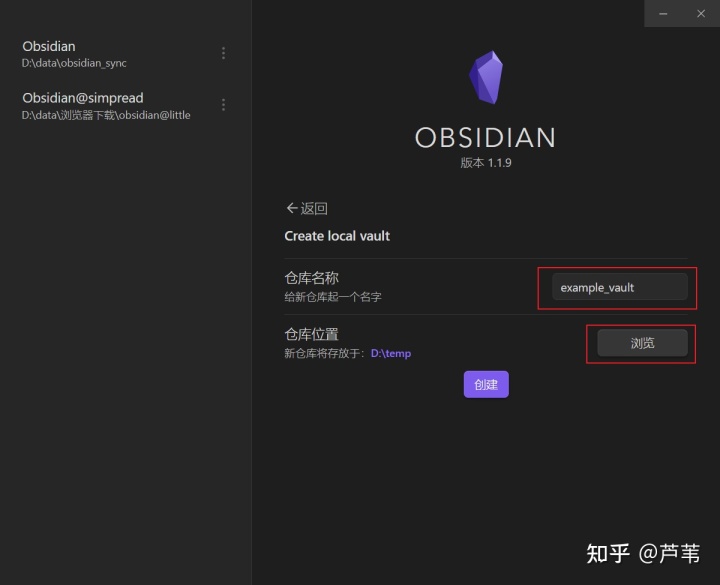 Obsidian
D:\data\obsidian_sync
Obsidian@simpread
D:\data\浏览器下载\obsidian@little
OBSIDIAN
版本 1.1.9
返回
Create local vault
仓库名称
给新仓库起一个名字
example_vault
仓库位置
新仓库将存放于：D:\temp
浏览
创建
知乎 @芦苇